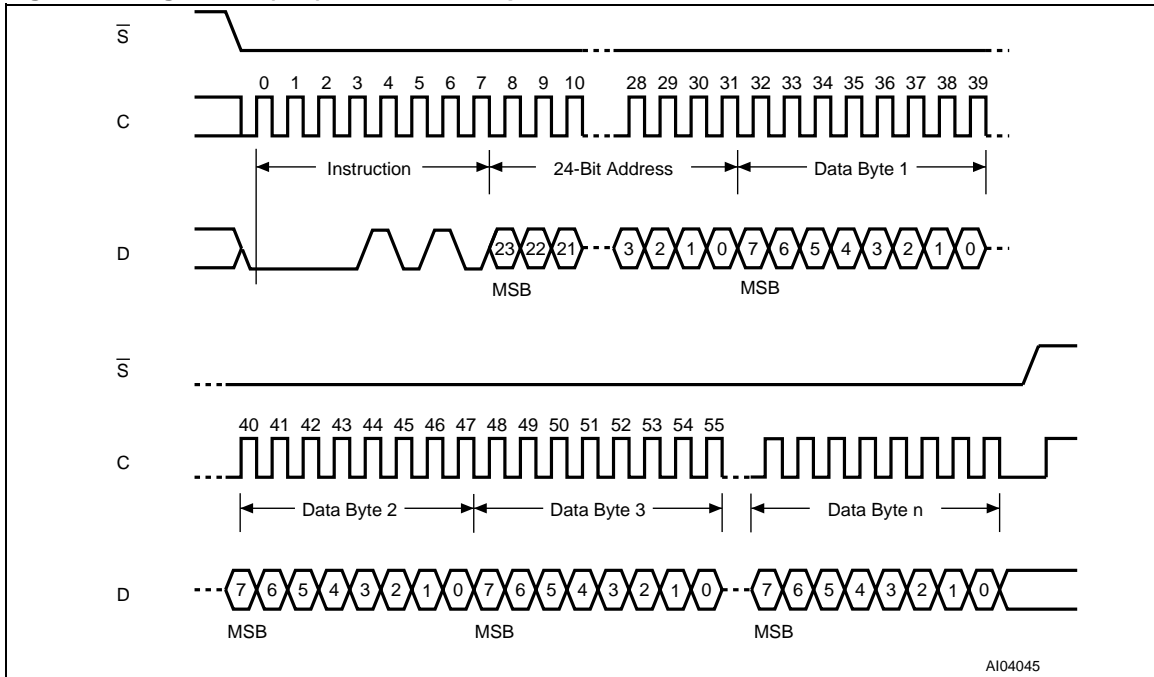 S
0 1 2 3 4 5 6 7 8 9 10 28 29 30 31 32 33 34 35 36 37 38 39
C
Instruction 24-Bit Address Data Byte 1
D 23 22 21 3 2 1 0 7 6 5 4 3 2 1 0
MSB MSB
S
40 41 42 43 44 45 46 47 48 49 50 51 52 53 54 55
C
Data Byte 2 Data Byte 3 Data Byte n
D 7 6 5 4 3 2 1 0 7 6 5 4 3 2 1 0 7 6 5 4 3 2 1 0
MSB MSB MSB
AI04045